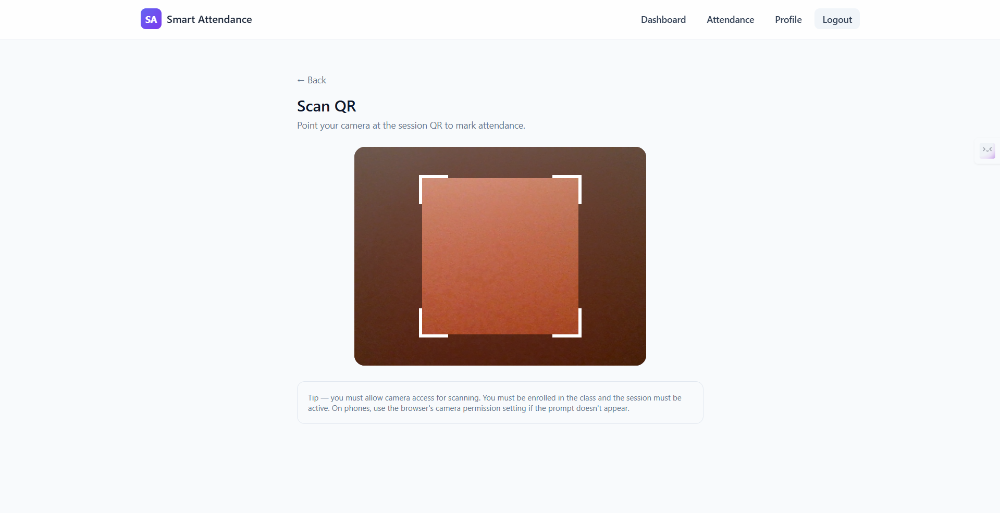 SA Smart Attendance Dashboard Attendance Profile Logout
← Back
Scan QR
Point your camera at the session QR to mark attendance.
Tip — you must allow camera access for scanning. You must be enrolled in the class and the session must be
active. On phones, use the browser's camera permission setting if the prompt doesn't appear.